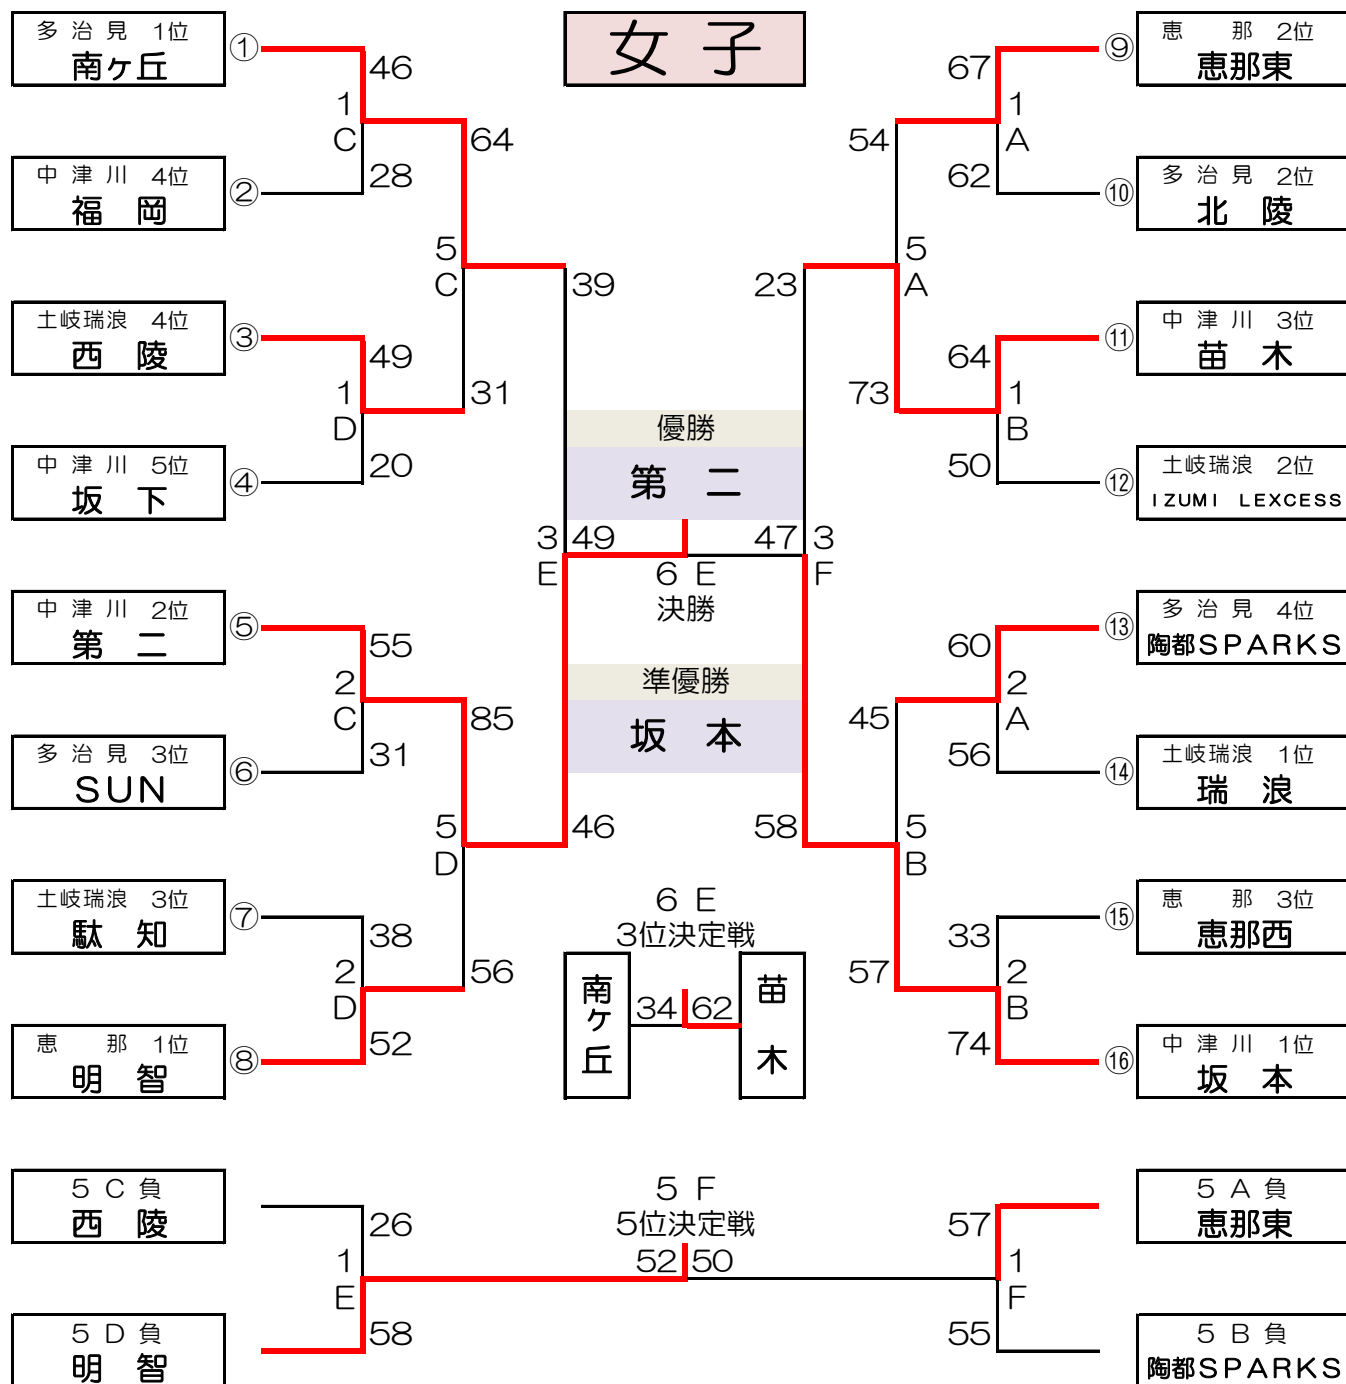 女 子
多 治 見 1位
南ヶ丘
①
46
1
C
64
中 津 川 4位
福 岡
②
28
5
C
39
土岐瑞浪 4位
西 陵
③
49
1
D
31
中 津 川 5位
坂 下
④
20
3
E
中 津 川 2位
第 二
⑤
55
2
C
85
多 治 見 3位
SUN
⑥
31
5
D
46
土岐瑞浪 3位
駄 知
⑦
38
2
D
56
恵 那 1位
明 智
⑧
52
優勝
第 二
49
47
6 E
決勝
準優勝
坂 本
6 E
3位決定戦
南ヶ丘
34
62
苗木
恵 那 2位
恵那東
⑨
67
1
A
54
多 治 見 2位
北 陵
⑩
62
5
A
23
中 津 川 3位
苗 木
⑪
64
1
B
73
土岐瑞浪 2位
IZUMI LEXCESS
⑫
50
3
F
多 治 見 4位
陶都SPARKS
⑬
60
2
A
45
土岐瑞浪 1位
瑞 浪
⑭
56
5
B
58
恵 那 3位
恵那西
⑮
33
2
B
57
中 津 川 1位
坂 本
⑯
74
5 C 負
西 陵
26
1
E
5 D 負
明 智
58
5 F
5位決定戦
52
50
5 A 負
恵那東
57
1
F
5 B 負
陶都SPARKS
55